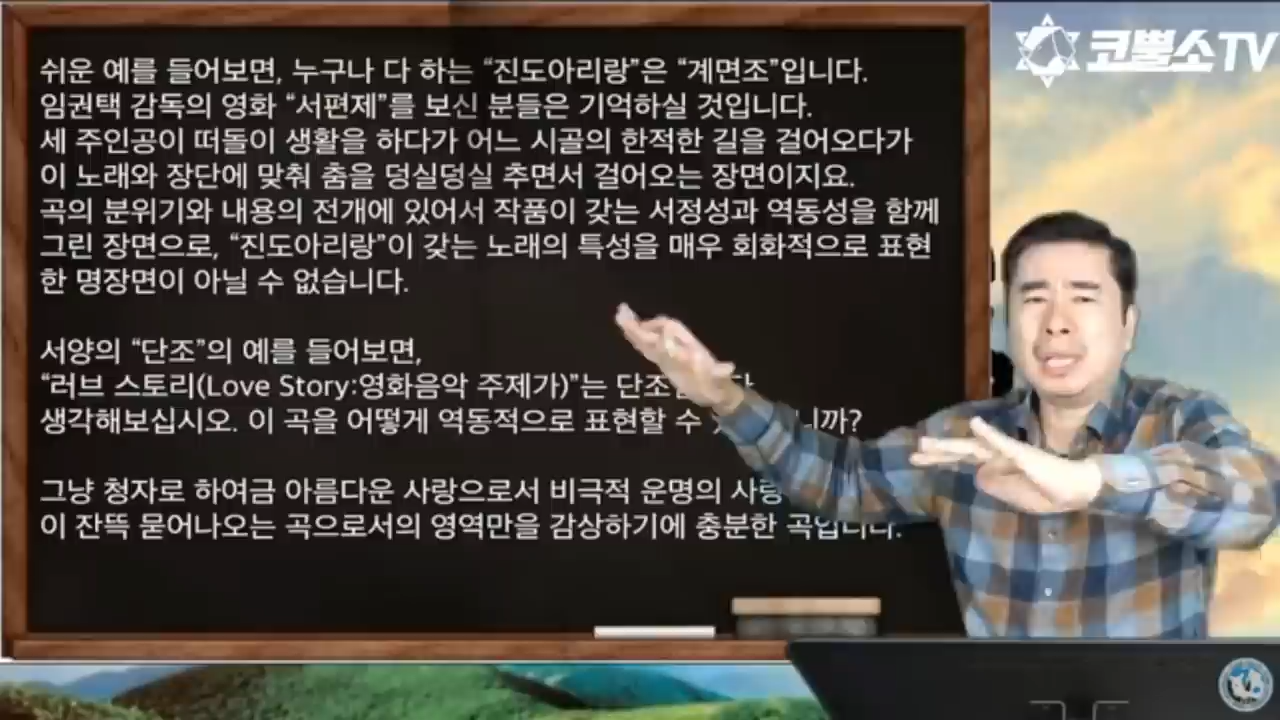 쉬운 예를 들어보면, 누구나 다 하는 “진도아리랑”은 “계면조”입니다.
임권택 감독의 영화 “서편제”를 보신 분들은 기억하실 것입니다.
세 주인공이 떠돌이 생활을 하다가 어느 시골의 한적한 길을 걸어오다가
이 노래와 장단에 맞춰 춤을 덩실덩실 추면서 걸어오는 장면이지요.
곡의 분위기와 내용의 전개에 있어서 작품이 갖는 서정성과 역동성을 함께
그린 장면으로, “진도아리랑”이 갖는 노래의 특성을 매우 회화적으로 표현
한 명장면이 아닐 수 없습니다.
서양의 “단조”의 예를 들어보면,
“러브 스토리(Love Story:영화음악 주제가)”는
생각해보십시오. 이 곡을 어떻게 역동적으로 표현할 수
그냥 청자로 하여금 아름다운 사랑으로서 비극적 운명의
이 잔뜩 묻어나오는 곡으로서의 영역만을 감상하기에 충분한 곡입니다.
코뿔소TV